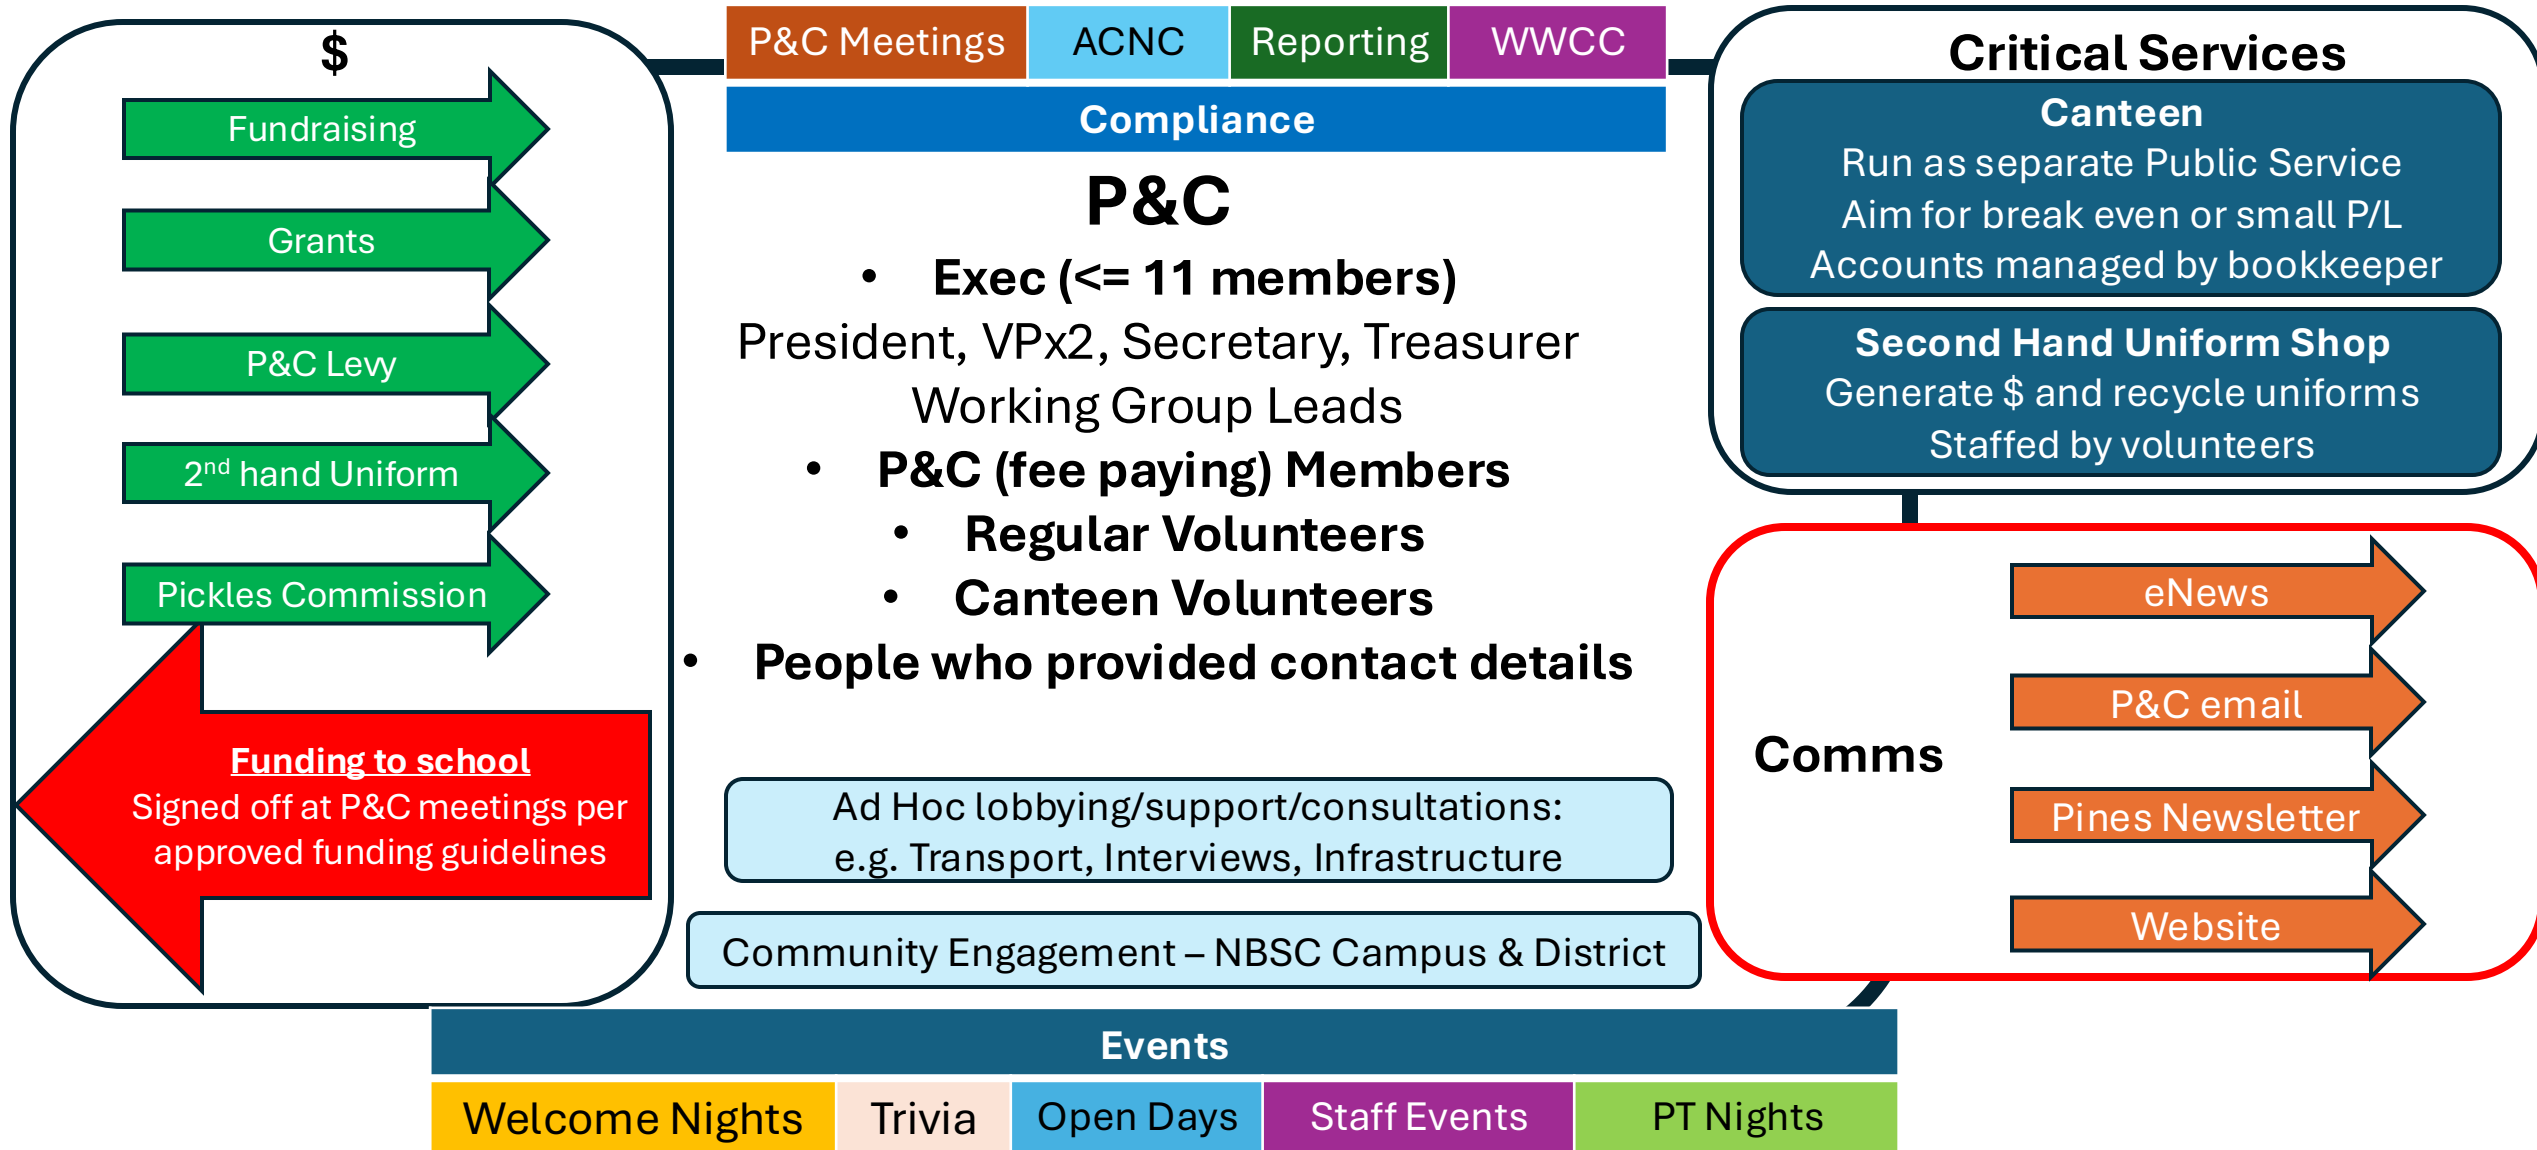 $
Fundraising
Grants
P&C Levy
2nd hand Uniform
Pickles Commission
Funding to school
Signed off at P&C meetings per
approved funding guidelines
P&C Meetings
ACNC
Reporting
WWCC
Compliance
P&C
• Exec (<= 11 members)
President, VPx2, Secretary, Treasurer
Working Group Leads
• P&C (fee paying) Members
• Regular Volunteers
• Canteen Volunteers
• People who provided contact details
Ad Hoc lobbying/support/consultations:
e.g. Transport, Interviews, Infrastructure
Community Engagement – NBSC Campus & District
Critical Services
Canteen
Run as separate Public Service
Aim for break even or small P/L
Accounts managed by bookkeeper
Second Hand Uniform Shop
Generate $ and recycle uniforms
Staffed by volunteers
Comms
eNews
P&C email
Pines Newsletter
Website
Events
Welcome Nights
Trivia
Open Days
Staff Events
PT Nights